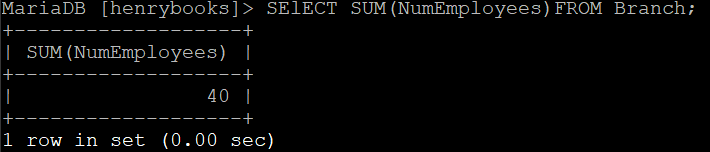 MariaDB [henrybooks]> SElECT SUM(NumEmployees)FROM Branch;
+-------------------+
| SUM(NumEmployees) |
+-------------------+
|                40 |
+-------------------+
1 row in set (0.00 sec)